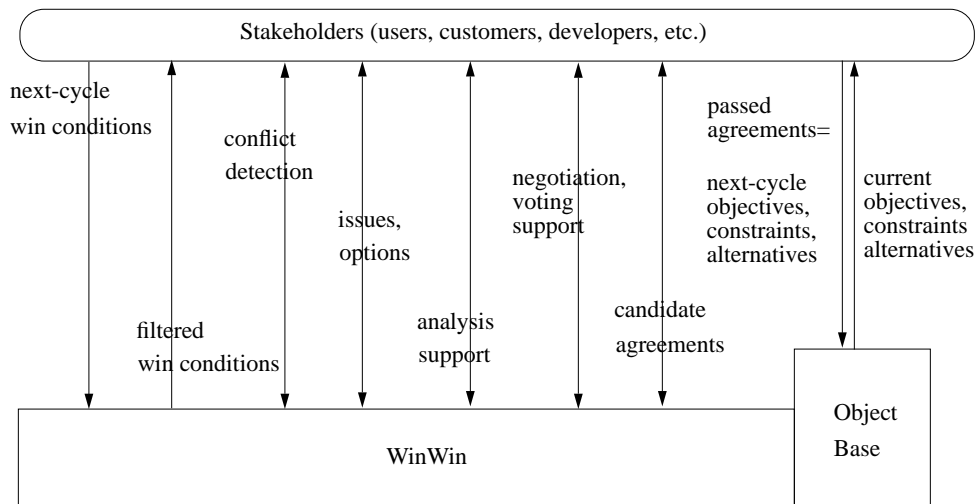 Stakeholders (users, customers, developers, etc.)
next-cycle
win conditions
filtered
win conditions
conflict
detection
issues,
options
analysis
support
negotiation,
voting
support
candidate
agreements
passed
agreements=
next-cycle
objectives,
constraints,
alternatives
current
objectives,
constraints
alternatives
WinWin
Object
Base